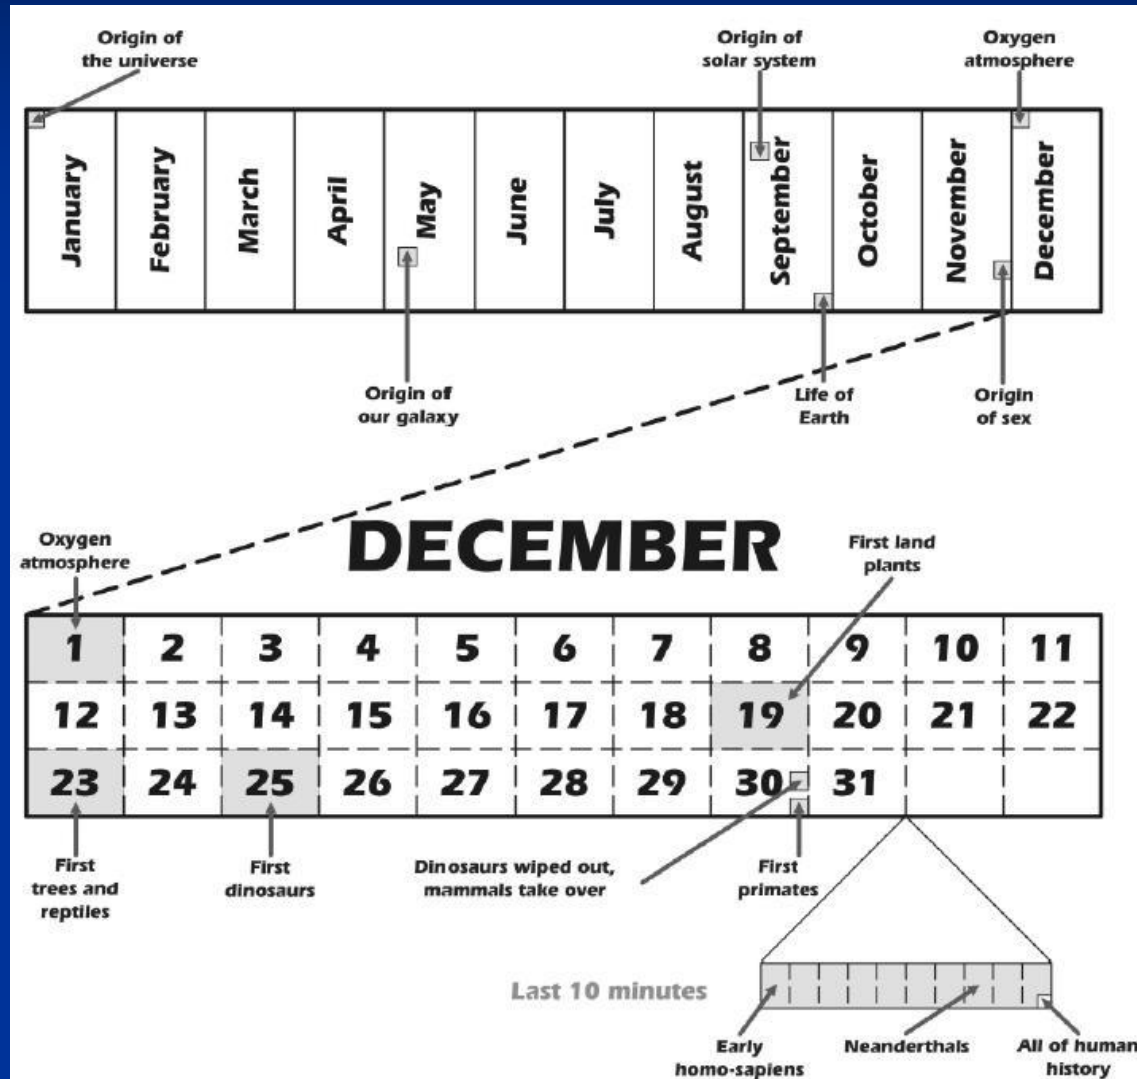 Origin of
the universe
Origin of
solar system
Oxygen
atmosphere
January
February
March
April
May
June
July
August
September
October
November
December
Origin of
our galaxy
Life of
Earth
Origin
of sex
DECEMBER
Oxygen
atmosphere
First land
plants
1 2 3 4 5 6 7 8 9 10 11
12 13 14 15 16 17 18 19 20 21 22
23 24 25 26 27 28 29 30 31
First
trees and
reptiles
First
dinosaurs
Dinosaurs wiped out,
mammals take over
First
primates
Last 10 minutes
Early
homo-sapiens
Neanderthals
All of human
history